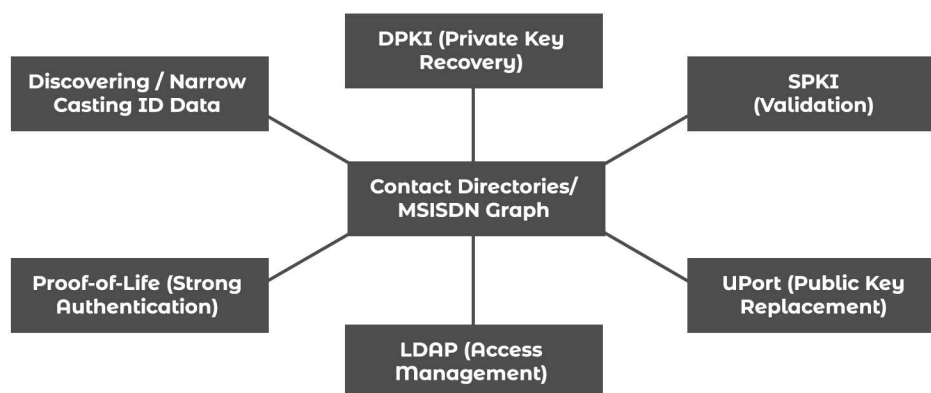 DPKI (Private Key
Recovery)
Discovering / Narrow
Casting ID Data
SPKI
(Validation)
Contact Directories/
MSISDN Graph
Proof-of-Life (Strong
Authentication)
UPort (Public Key
Replacement)
LDAP (Access
Management)